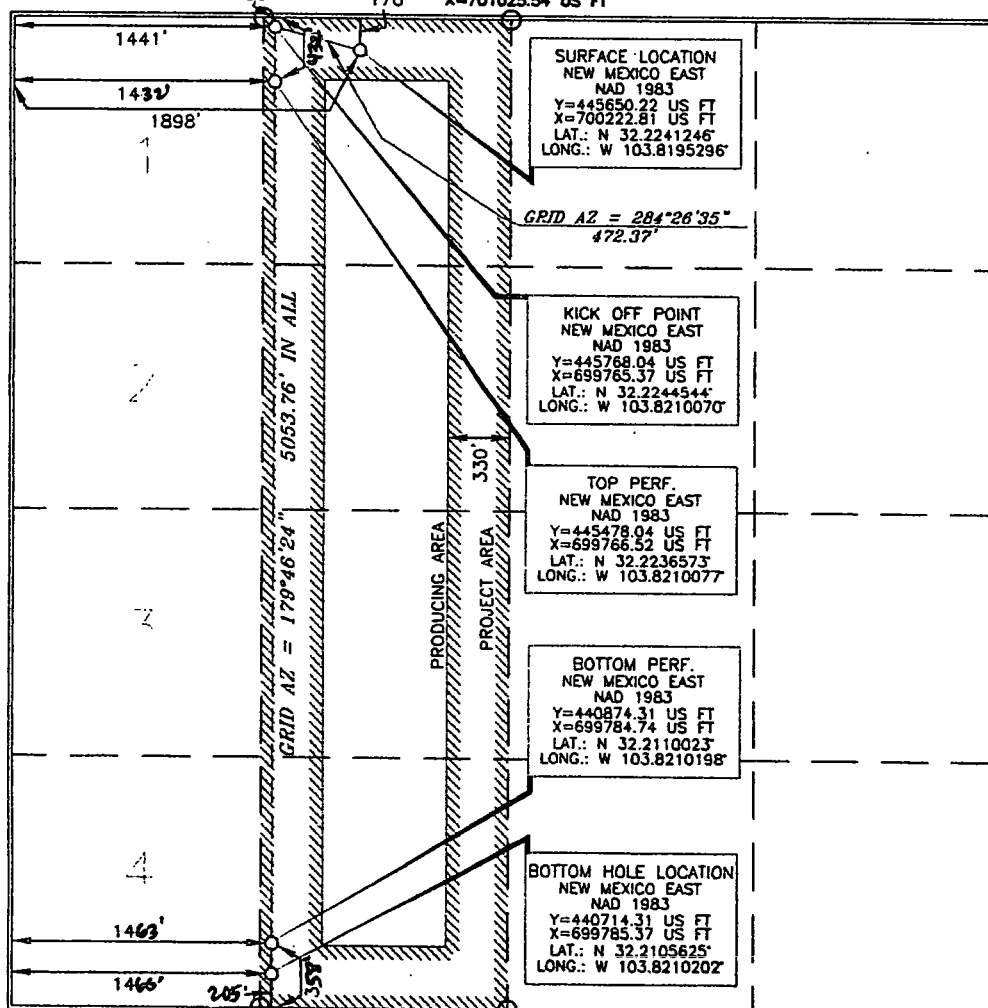 X=701025.54 US FT
1441'
1432'
1898'
SURFACE LOCATION
NEW MEXICO EAST
NAD 1983
Y=445650.22 US FT
X=700222.81 US FT
LAT.: N 32.2241246°
LONG.: W 103.8195296°
1
GRID AZ = 284°26'35"
472.37'
KICK OFF POINT
NEW MEXICO EAST
NAD 1983
Y=445768.04 US FT
X=699765.37 US FT
LAT.: N 32.2244544°
LONG.: W 103.8210070°
2
GRID AZ = 179°46'24" 5053.76' IN ALL
330'
TOP PERF.
NEW MEXICO EAST
NAD 1983
Y=445478.04 US FT
X=699766.52 US FT
LAT.: N 32.2236573°
LONG.: W 103.8210077°
PRODUCING AREA
PROJECT AREA
3
BOTTOM PERF.
NEW MEXICO EAST
NAD 1983
Y=440874.31 US FT
X=699784.74 US FT
LAT.: N 32.2110023°
LONG.: W 103.8210198°
4
BOTTOM HOLE LOCATION
NEW MEXICO EAST
NAD 1983
Y=440714.31 US FT
X=699785.37 US FT
LAT.: N 32.2105625°
LONG.: W 103.8210202°
1463'
1466'
205'
358'